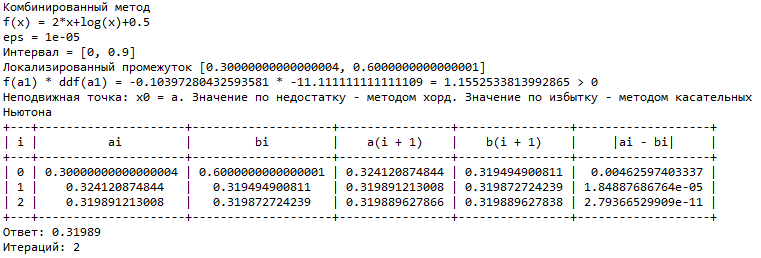 Комбинированный метод
f(x) = 2*x+log(x)+0.5
eps = 1e-05
Интервал = [0, 0.9]
Локализированный промежуток [0.30000000000000004, 0.6000000000000001]
f(a1) * ddf(a1) = -0.10397280432593581 * -11.111111111111109 = 1.1552533813992865 > 0
Неподвижная точка: x0 = a. Значение по недостатку - методом хорд. Значение по избытку - методом касательных
Ньютона
+---+---------------------+--------------------+----------------+----------------+-------------------+
| i | ai | bi | a(i + 1) | b(i + 1) | |ai - bi| |
+---+---------------------+--------------------+----------------+----------------+-------------------+
| 0 | 0.30000000000000004 | 0.6000000000000001 | 0.324120874844 | 0.319494900811 | 0.00462597403337 |
| 1 | 0.324120874844 | 0.319494900811 | 0.319891213008 | 0.319872724239 | 1.84887686764e-05 |
| 2 | 0.319891213008 | 0.319872724239 | 0.319889627866 | 0.319889627838 | 2.79366529909e-11 |
+---+---------------------+--------------------+----------------+----------------+-------------------+
Ответ: 0.31989
Итераций: 2